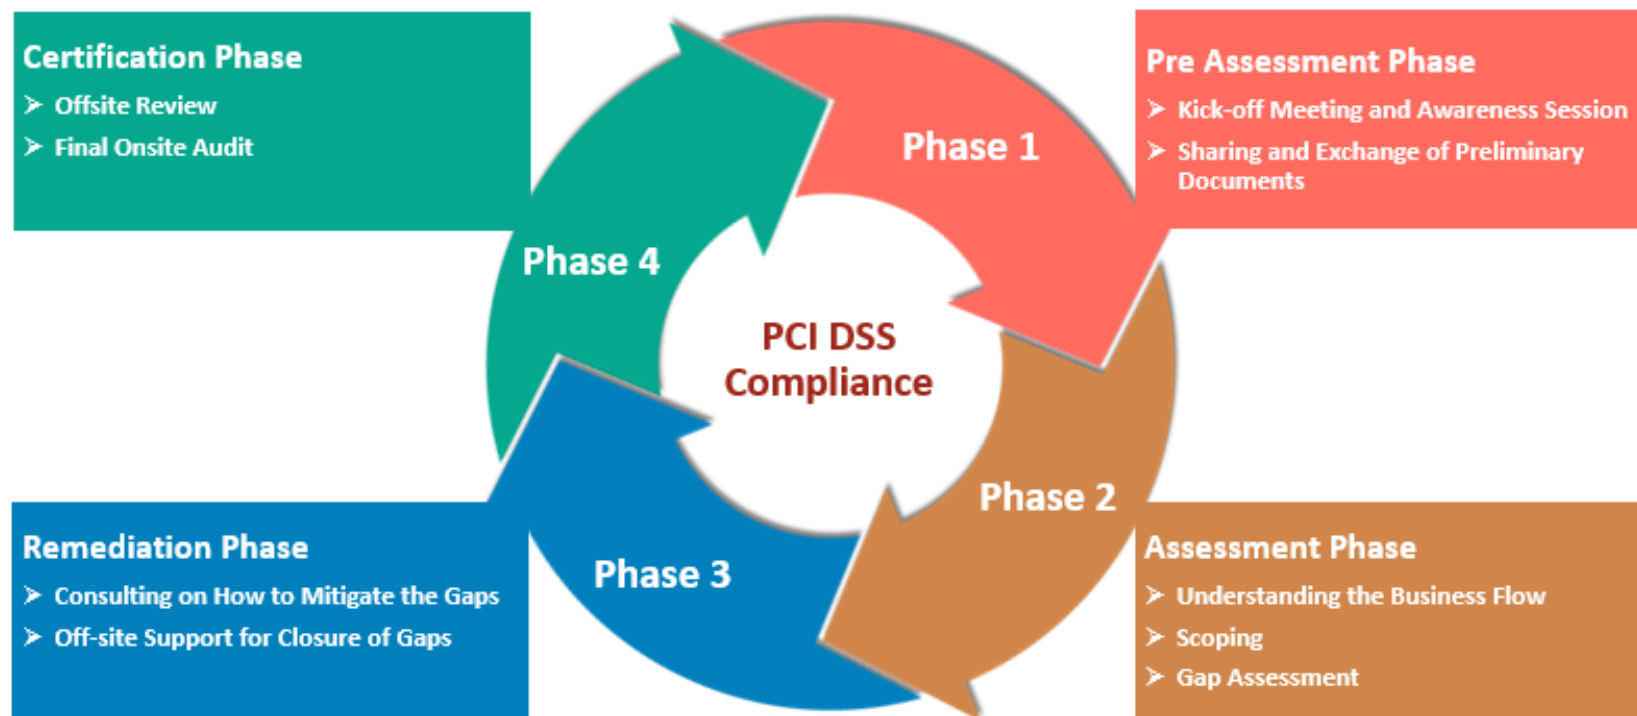 Certification Phase
➢ Offsite Review
➢ Final Onsite Audit
Phase 1
Pre Assessment Phase
➢ Kick-off Meeting and Awareness Session
➢ Sharing and Exchange of Preliminary
Documents
Phase 4
PCI DSS
Compliance
Phase 2
Remediation Phase
➢ Consulting on How to Mitigate the Gaps
➢ Off-site Support for Closure of Gaps
Phase 3
Assessment Phase
➢ Understanding the Business Flow
➢ Scoping
➢ Gap Assessment